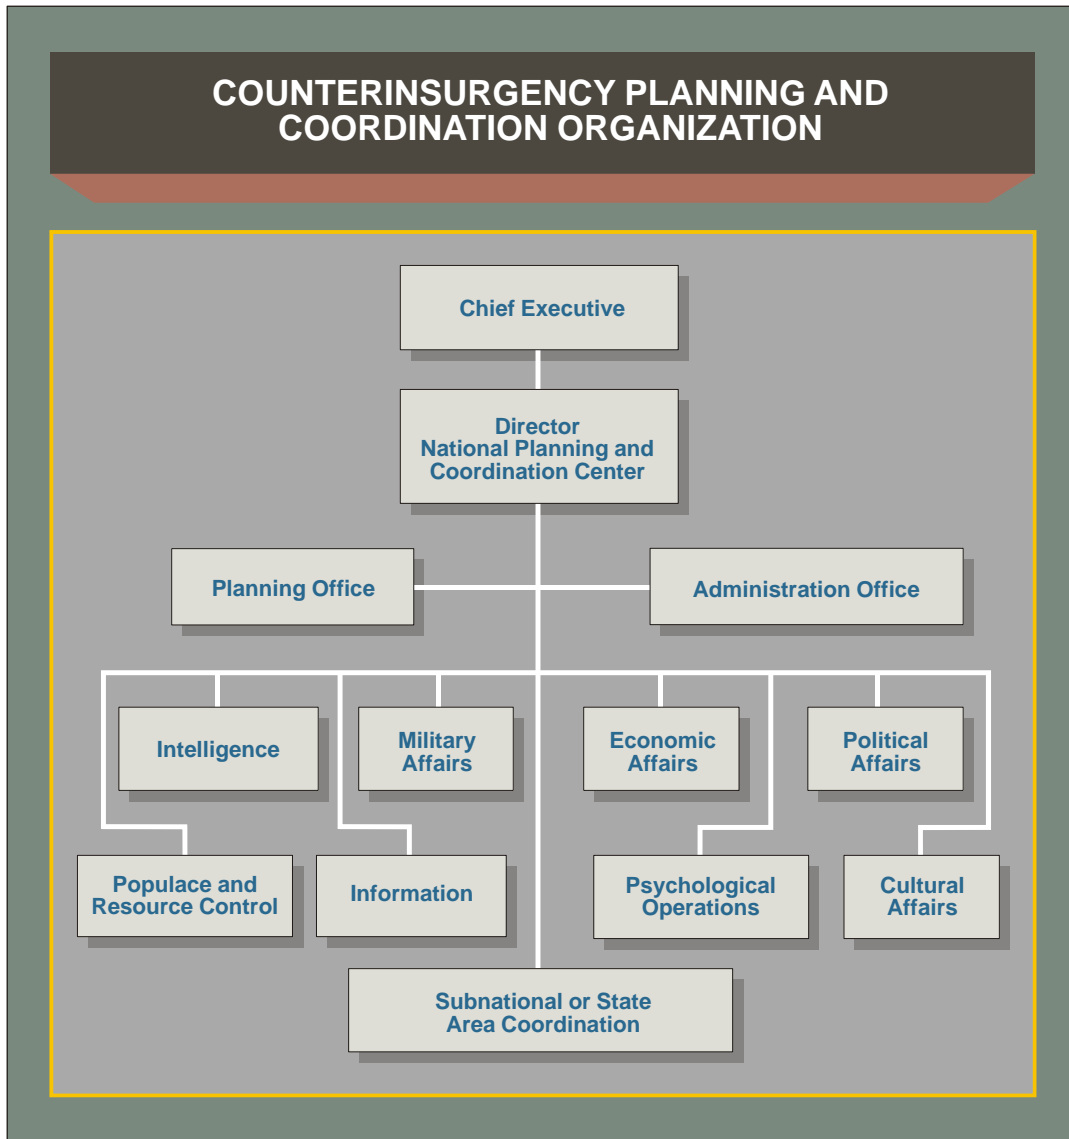 COUNTERINSURGENCY PLANNING AND
COORDINATION ORGANIZATION
Chief Executive
Director
National Planning and
Coordination Center
Planning Office
Administration Office
Intelligence
Military
Affairs
Economic
Affairs
Political
Affairs
Populace and
Resource Control
Information
Psychological
Operations
Cultural
Affairs
Subnational or State
Area Coordination